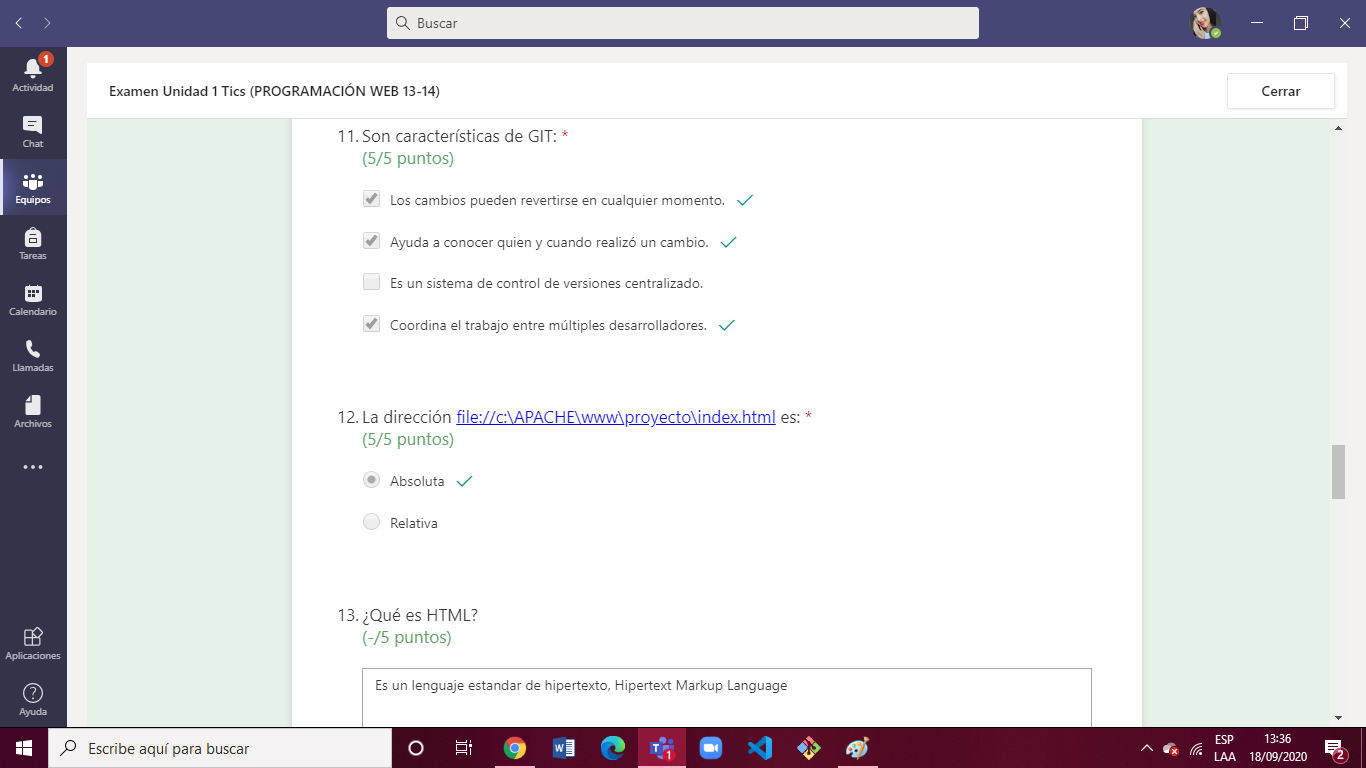 Buscar
1
Actividad
Chat
Equipos
Tareas
Calendario
Llamadas
Archivos
Aplicaciones
Ayuda
Examen Unidad 1 Tics (PROGRAMACIÓN WEB 13-14)
Cerrar
11. Son características de GIT: *
(5/5 puntos)
Los cambios pueden revertirse en cualquier momento.
Ayuda a conocer quien y cuando realizó un cambio.
Es un sistema de control de versiones centralizado.
Coordina el trabajo entre múltiples desarrolladores.
12. La dirección file://c:\APACHE\www\proyecto\index.html es: *
(5/5 puntos)
Absoluta
Relativa
13. ¿Qué es HTML?
(-/5 puntos)
Es un lenguaje estandar de hipertexto, Hipertext Markup Language
Escribe aquí para buscar
1
ESP
LAA
13:36
18/09/2020
2